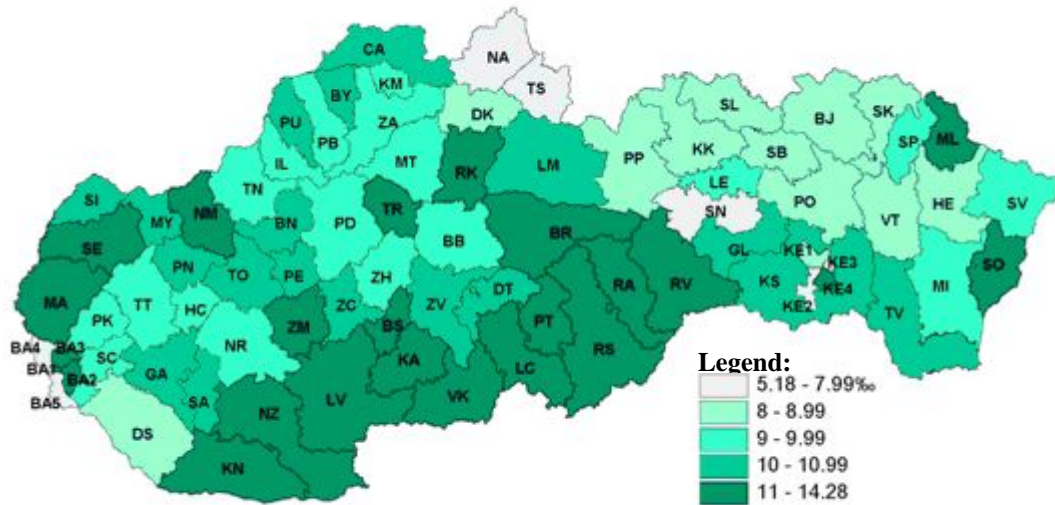 CA
NA
TS
KM
BY
PU
PB
ZA
DK
IL
MT
RK
LM
TN
SL
SK
BJ
SP
ML
PP
KK
SB
LE
PO
SN
VT
HE
SV
SI
MY
NM
BN
PD
TR
BB
BR
SE
PN
TO
PE
ZH
GL
KE1
KE3
SO
MA
TT
HC
ZC
ZV
DT
RA
RV
KS
KE2
KE4
MI
TV
PK
NR
ZM
BS
PT
RS
BA4
BA3
SC
GA
KA
LC
BA1
BA2
BA5
SA
NZ
LV
VK
DS
KN
Legend:
5.18 - 7.99‰
8 - 8.99
9 - 9.99
10 - 10.99
11 - 14.28